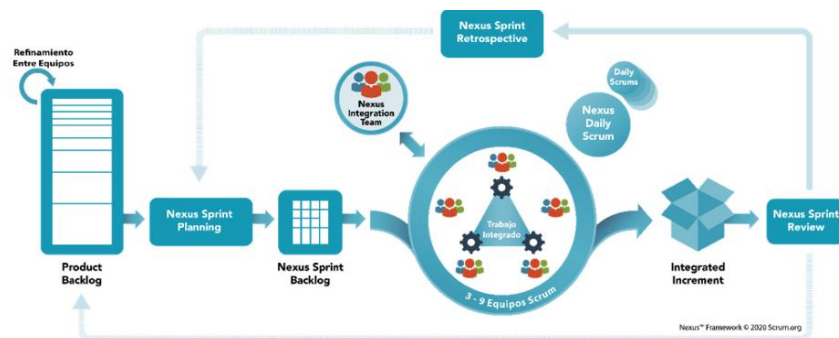 Nexus Sprint
Retrospective
Refinamiento
Entre Equipos
Nexus
Integration
Team
Daily
Scrums
Nexus
Daily
Scrum
Nexus Sprint
Planning
Trabajo
Integrado
Nexus Sprint
Review
Product
Backlog
Nexus Sprint
Backlog
3 - 9 Equipos Scrum
Integrated
Increment
Nexus™ Framework © 2020 Scrum.org